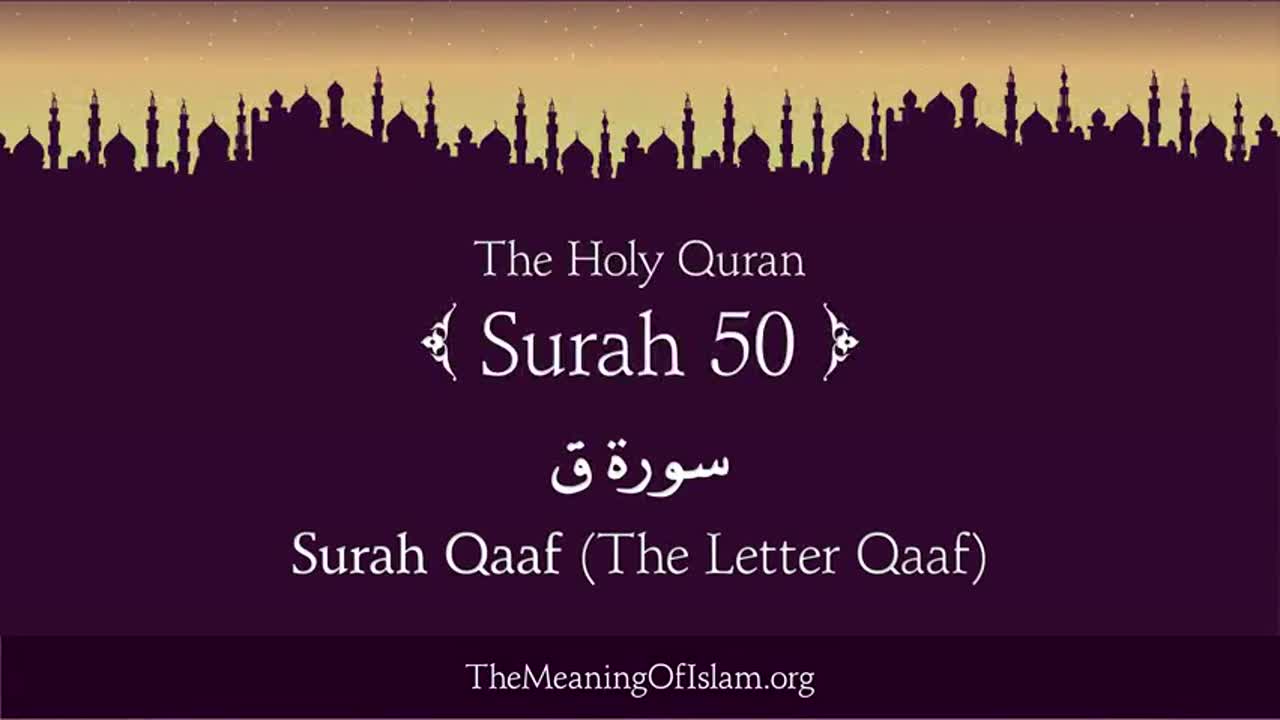 The Holy Quran
Surah 50
سورة ق
Surah Qaaf (The Letter Qaaf)
TheMeaningOfIslam.org